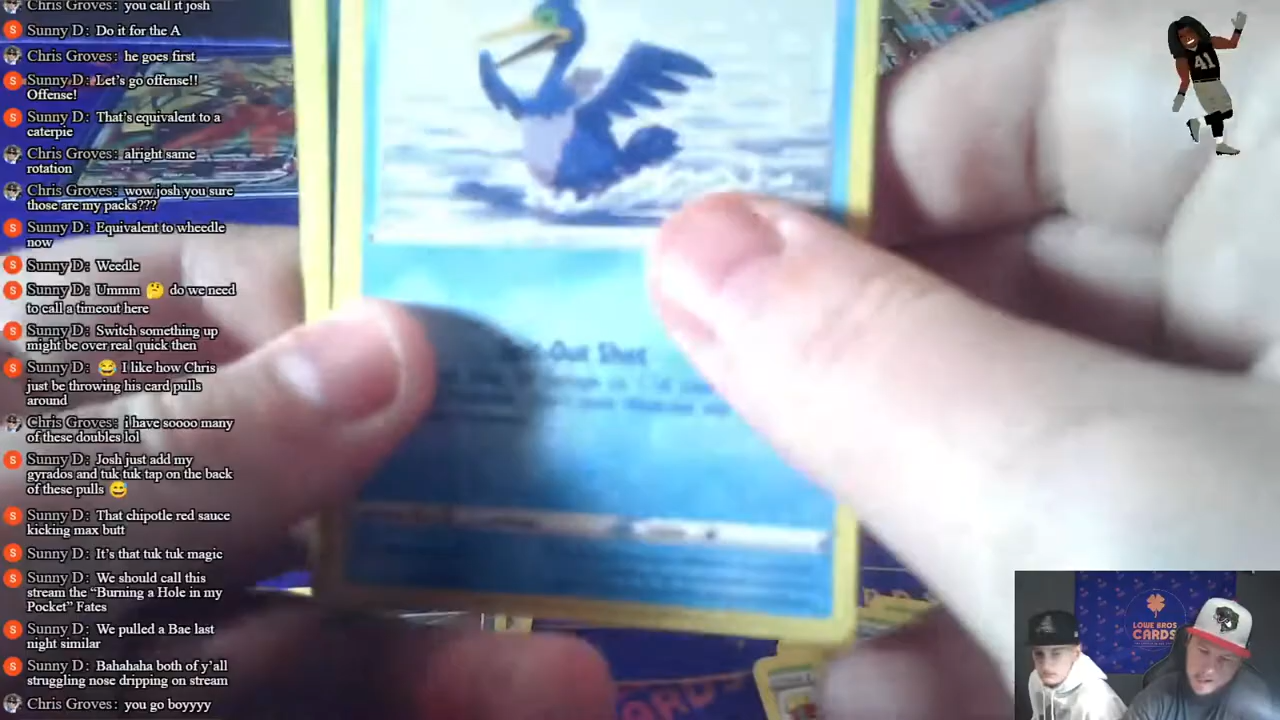 Chris Groves: you call it josh
Sunny D: Do it for the A
Chris Groves: he goes first
Sunny D: Let's go offense!!
Offense!
Sunny D: That's equivalent to a
caterpie
Chris Groves: alright same
rotation
Chris Groves: wow josh you sure
those are my packs???
Sunny D: Equivalent to wheedle
now
Sunny D: Weedle
Sunny D: Ummm 🤔 do we need
to call a timeout here
Sunny D: Switch something up
might be over real quick then
Sunny D: 😂 I like how Chris
just be throwing his card pulls
around
Chris Groves: i have soooo many
of these doubles lol
Sunny D: Josh just add my
gyrados and tuk tuk tap on the back
of these pulls 😅
Sunny D: That chipotle red sauce
kicking max butt
Sunny D: It's that tuk tuk magic
Sunny D: We should call this
stream the “Burning a Hole in my
Pocket” Fates
Sunny D: We pulled a Bae last
night similar
Sunny D: Bahahaha both of y'all
struggling nose dripping on stream
Chris Groves: you go boyyyy
41
Out Shot
LOWE BROS
CARDS
ARDS